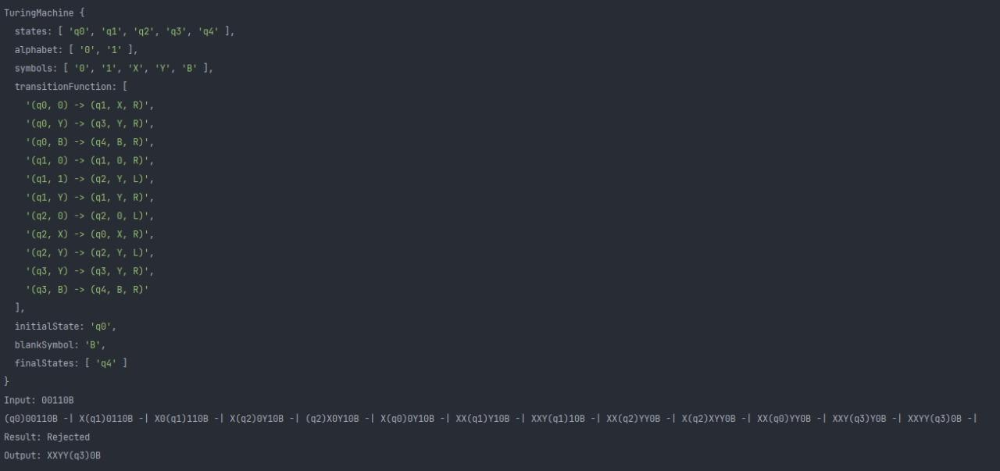 TuringMachine {
  states: [ 'q0', 'q1', 'q2', 'q3', 'q4' ],
  alphabet: [ '0', '1' ],
  symbols: [ '0', '1', 'X', 'Y', 'B' ],
  transitionFunction: [
    '(q0, 0) -> (q1, X, R)',
    '(q0, Y) -> (q3, Y, R)',
    '(q0, B) -> (q4, B, R)',
    '(q1, 0) -> (q1, 0, R)',
    '(q1, 1) -> (q2, Y, L)',
    '(q1, Y) -> (q1, Y, R)',
    '(q2, 0) -> (q2, 0, L)',
    '(q2, X) -> (q0, X, R)',
    '(q2, Y) -> (q2, Y, L)',
    '(q3, Y) -> (q3, Y, R)',
    '(q3, B) -> (q4, B, R)'
  ],
  initialState: 'q0',
  blankSymbol: 'B',
  finalStates: [ 'q4' ]
}
Input: 00110B
(q0)00110B -| X(q1)0110B -| X0(q1)110B -| X(q2)0Y10B -| (q2)X0Y10B -| X(q0)0Y10B -| XX(q1)Y10B -| XXY(q1)10B -| XX(q2)YY0B -| X(q2)XYY0B -| XX(q0)YY0B -| XXY(q3)Y0B -| XXYY(q3)0B -|
Result: Rejected
Output: XXYY(q3)0B